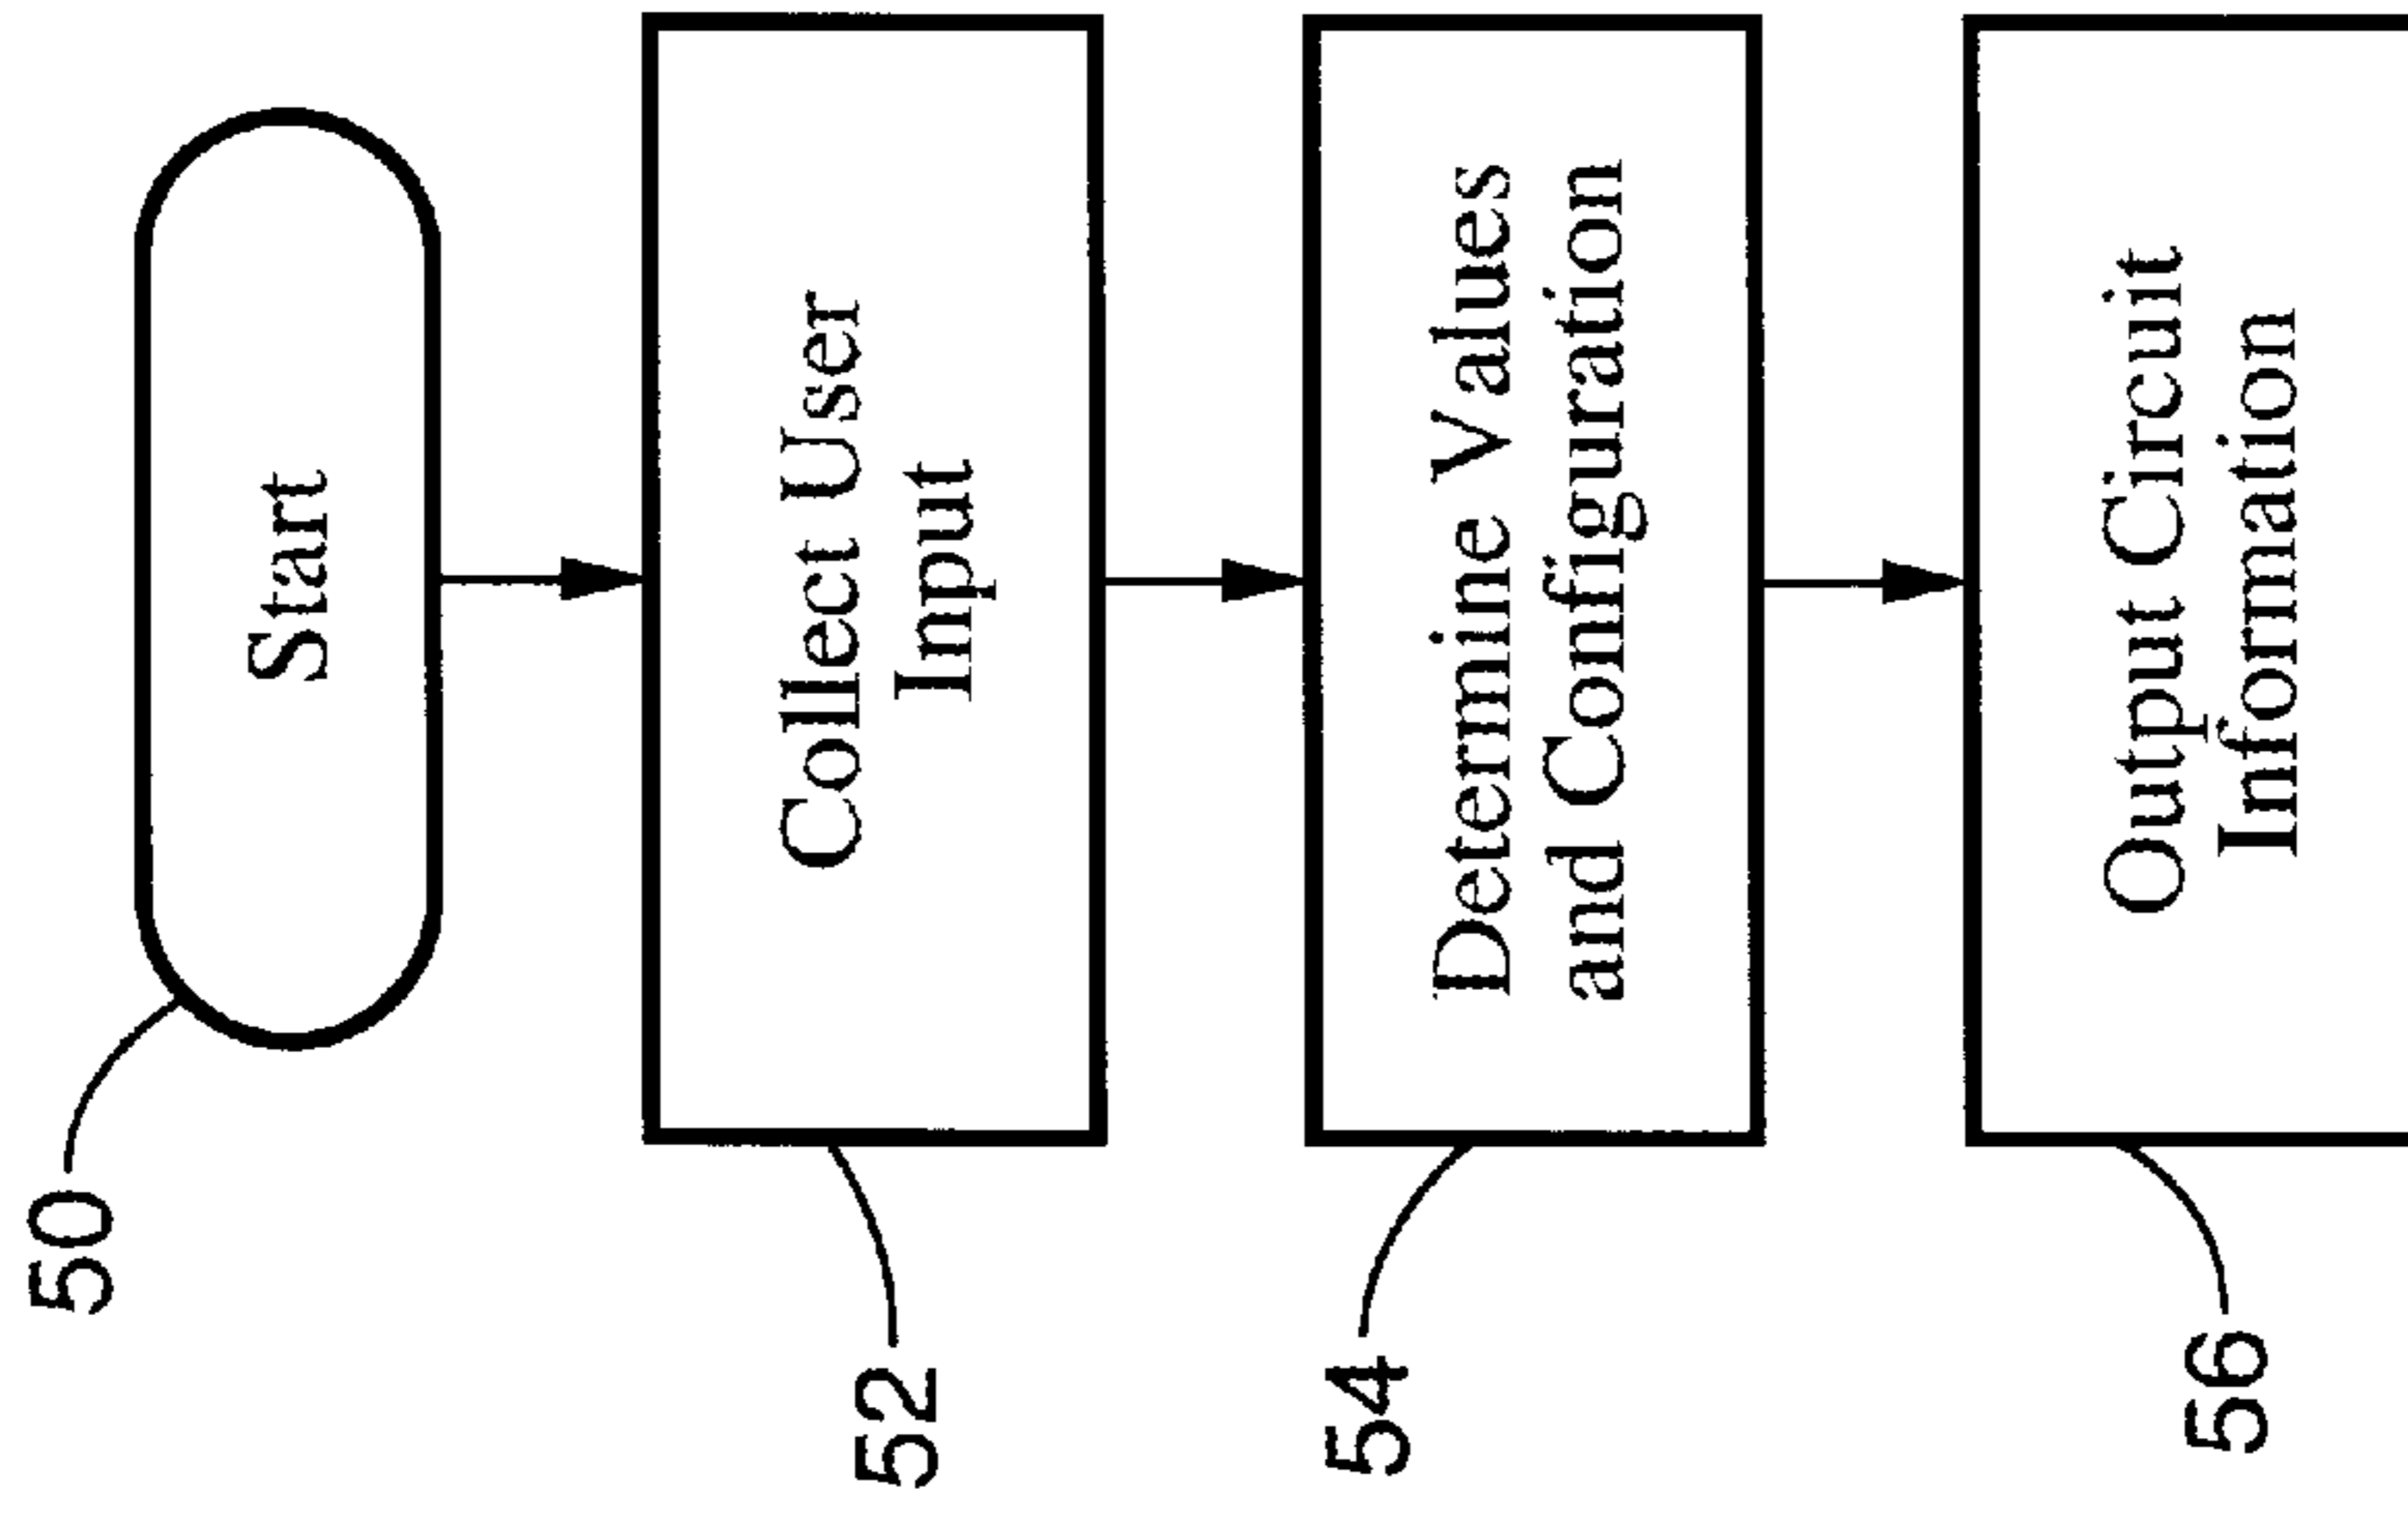 50
Start
52
Collect User
Input
54
Determine Values
and Configuration
56
Output Circuit
Information